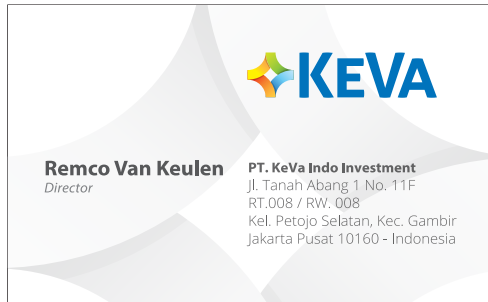 KEVA
Remco Van Keulen
Director
PT. KeVa Indo Investment
Jl. Tanah Abang 1 No. 11F
RT.008 / RW. 008
Kel. Petojo Selatan, Kec. Gambir
Jakarta Pusat 10160 - Indonesia